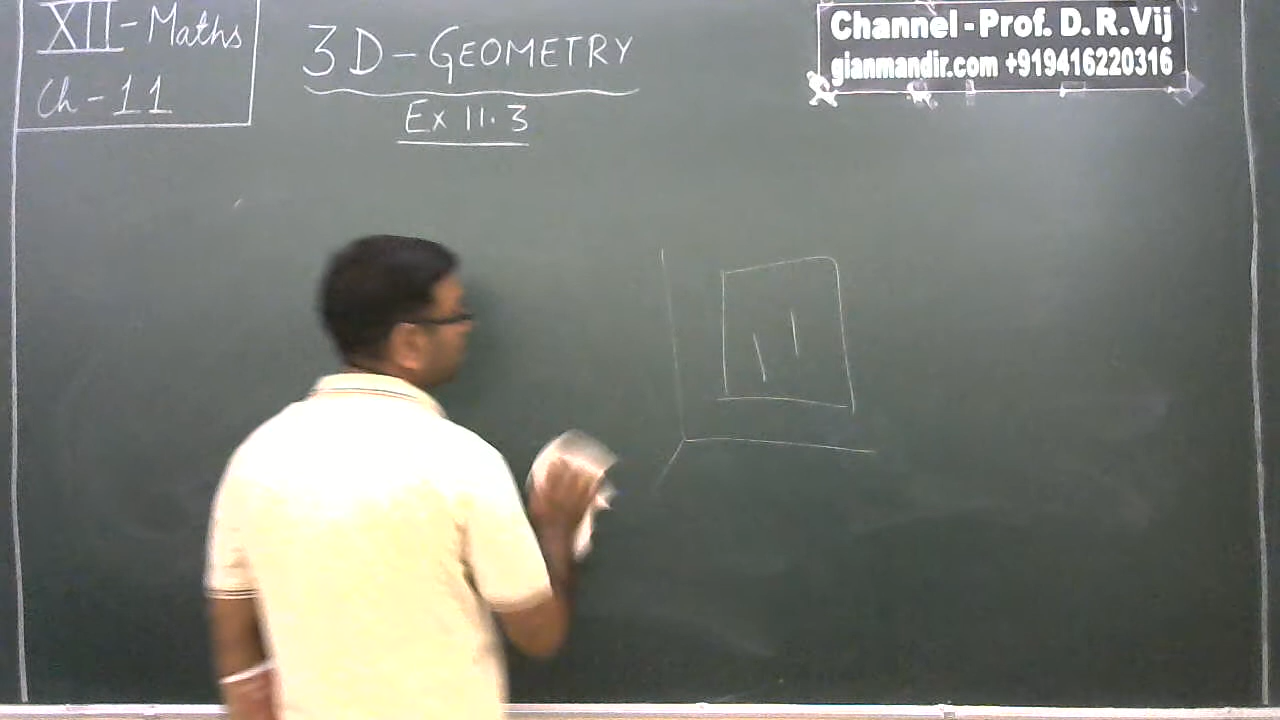 XII - Maths
Ch - 11
3D - GEOMETRY
Ex 11.3
Channel - Prof. D. R. Vij
gianmandir.com +919416220316